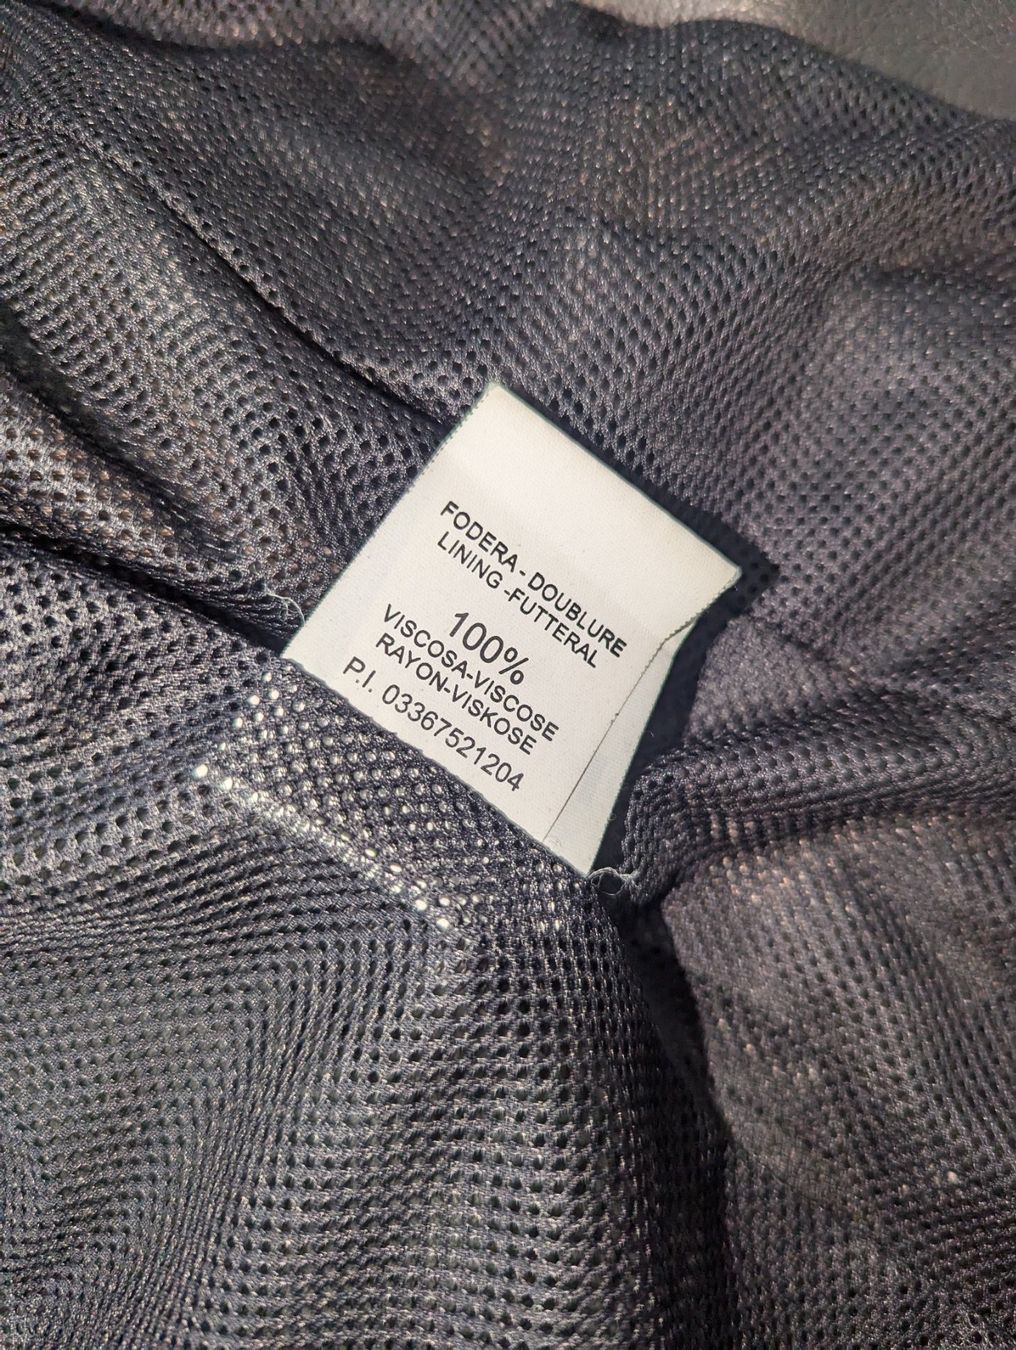 FODERA - DOUBLURE
LINING -FUTTERAL
100%
VISCOSA-VISCOSE
RAYON-VISKOSE
P.I. 03367521204